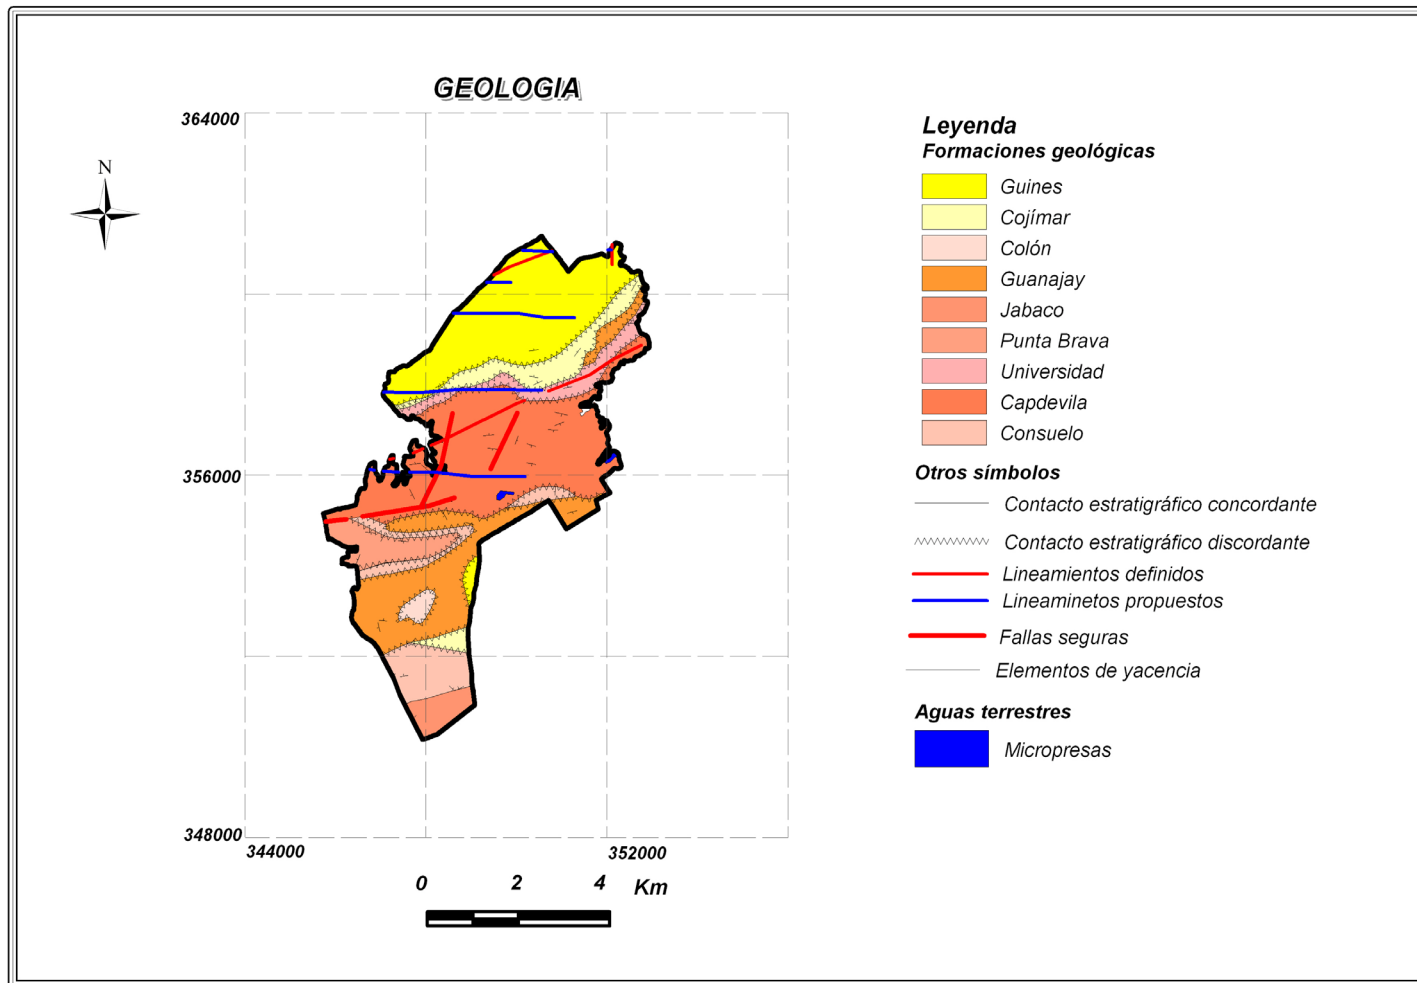 GEOLOGIA
364000
N
356000
348000
344000
352000
0 2 4 Km
Leyenda
Formaciones geológicas
Guines
Cojímar
Colón
Guanajay
Jabaco
Punta Brava
Universidad
Capdevila
Consuelo
Otros símbolos
Contacto estratigráfico concordante
Contacto estratigráfico discordante
Lineamientos definidos
Lineaminetos propuestos
Fallas seguras
Elementos de yacencia
Aguas terrestres
Micropresas